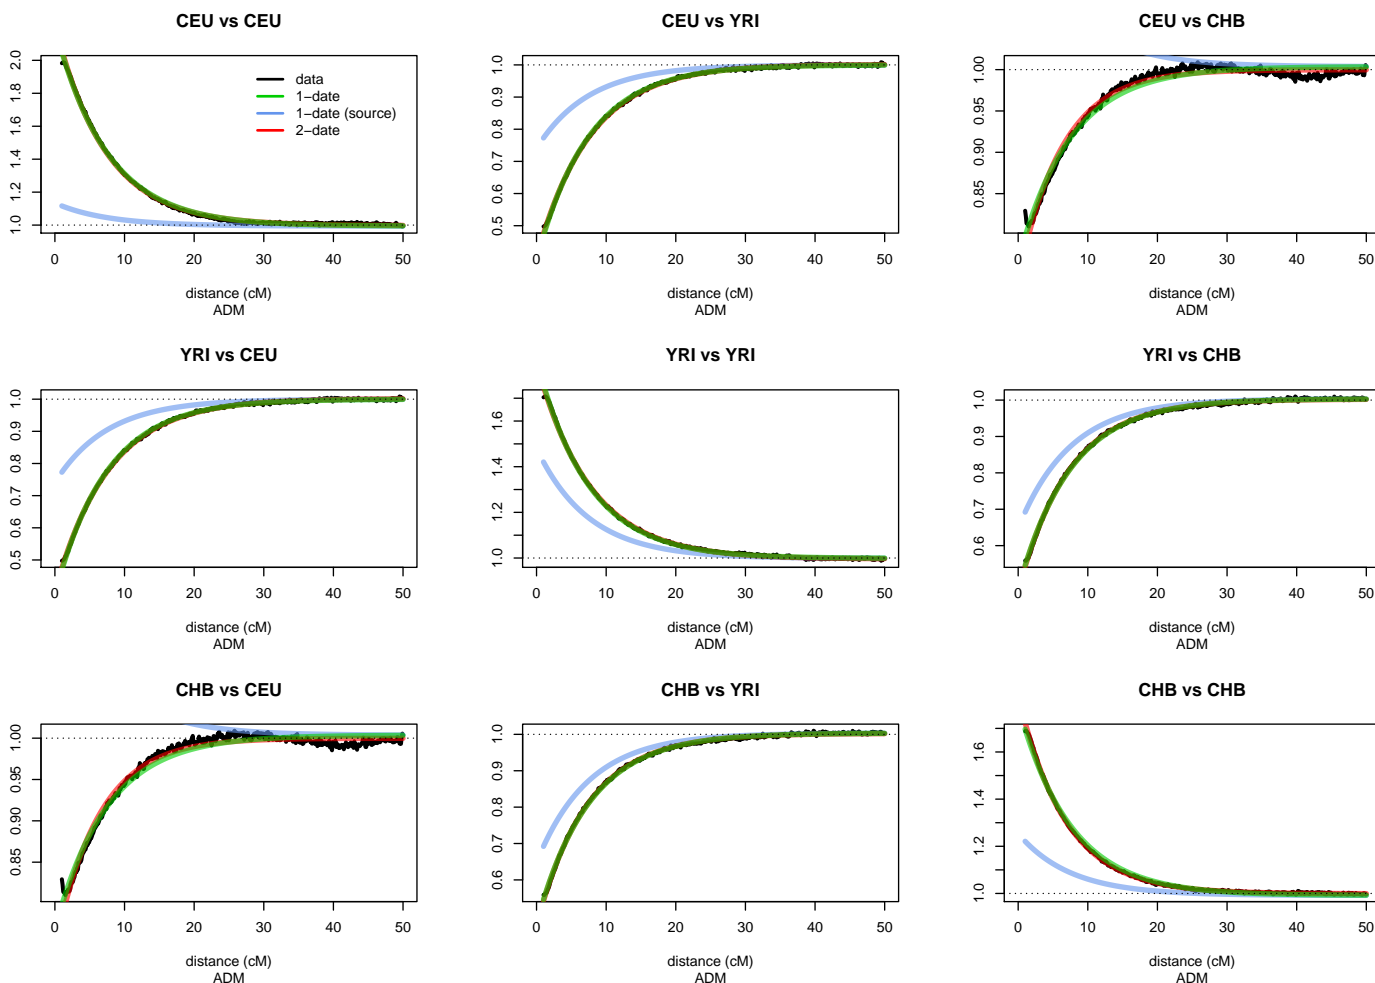 CEU vs CEU
2.0
1.8
1.6
1.4
1.2
1.0
data
1−date
1−date (source)
2−date
0 10 20 30 40 50
distance (cM)
ADM
CEU vs YRI
1.0
0.9
0.8
0.7
0.6
0.5
0 10 20 30 40 50
distance (cM)
ADM
CEU vs CHB
1.00
0.95
0.90
0.85
0 10 20 30 40 50
distance (cM)
ADM
YRI vs CEU
1.0
0.9
0.8
0.7
0.6
0.5
0 10 20 30 40 50
distance (cM)
ADM
YRI vs YRI
1.6
1.4
1.2
1.0
0 10 20 30 40 50
distance (cM)
ADM
YRI vs CHB
1.0
0.9
0.8
0.7
0.6
0 10 20 30 40 50
distance (cM)
ADM
CHB vs CEU
1.00
0.95
0.90
0.85
0 10 20 30 40 50
distance (cM)
ADM
CHB vs YRI
1.0
0.9
0.8
0.7
0.6
0 10 20 30 40 50
distance (cM)
ADM
CHB vs CHB
1.6
1.4
1.2
1.0
0 10 20 30 40 50
distance (cM)
ADM